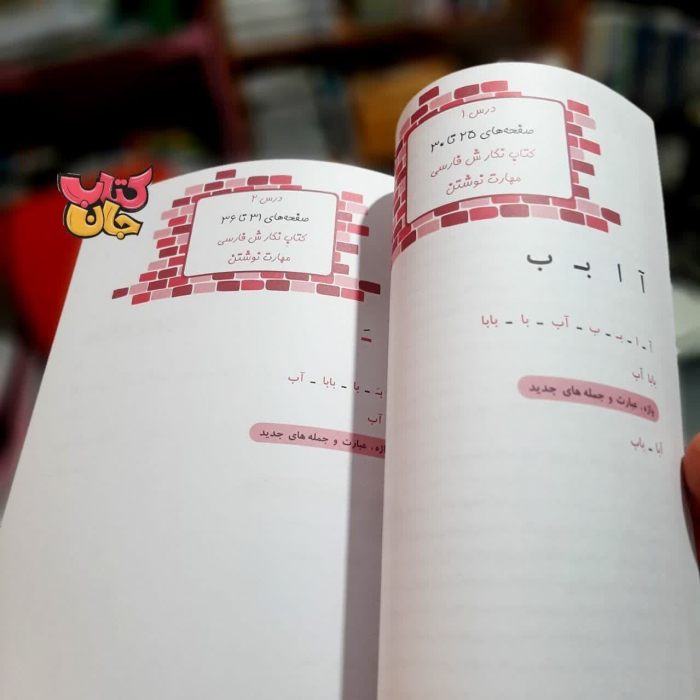 درس ۱
صفحه‌های ۲۵ تا ۳۰
کتاب نگارش فارسی
مهارت نوشتن
آ ا بـ ب
آ ـ ا ـ بـ ـ ب ـ آب ـ با ـ بابا
بابا آب
واژه، عبارت و جمله های جدید
آبا ـ باب
کتاب
جان
درس ۲
صفحه‌های ۳۱ تا ۳۶
کتاب نگارش فارسی
مهارت نوشتن
ـَ
ـ با ـ بابا ـ آب
آب
عبارت و جمله های جدید